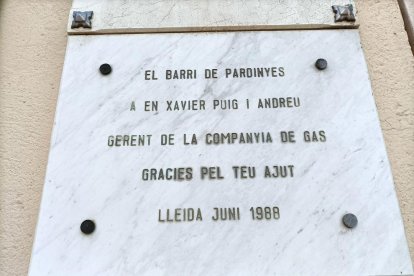 EL BARRI DE PARDINYES
A EN XAVIER PUIG I ANDREU
GERENT DE LA COMPANYIA DE GAS
GRACIES PEL TEU AJUT
LLEIDA JUNI 1988